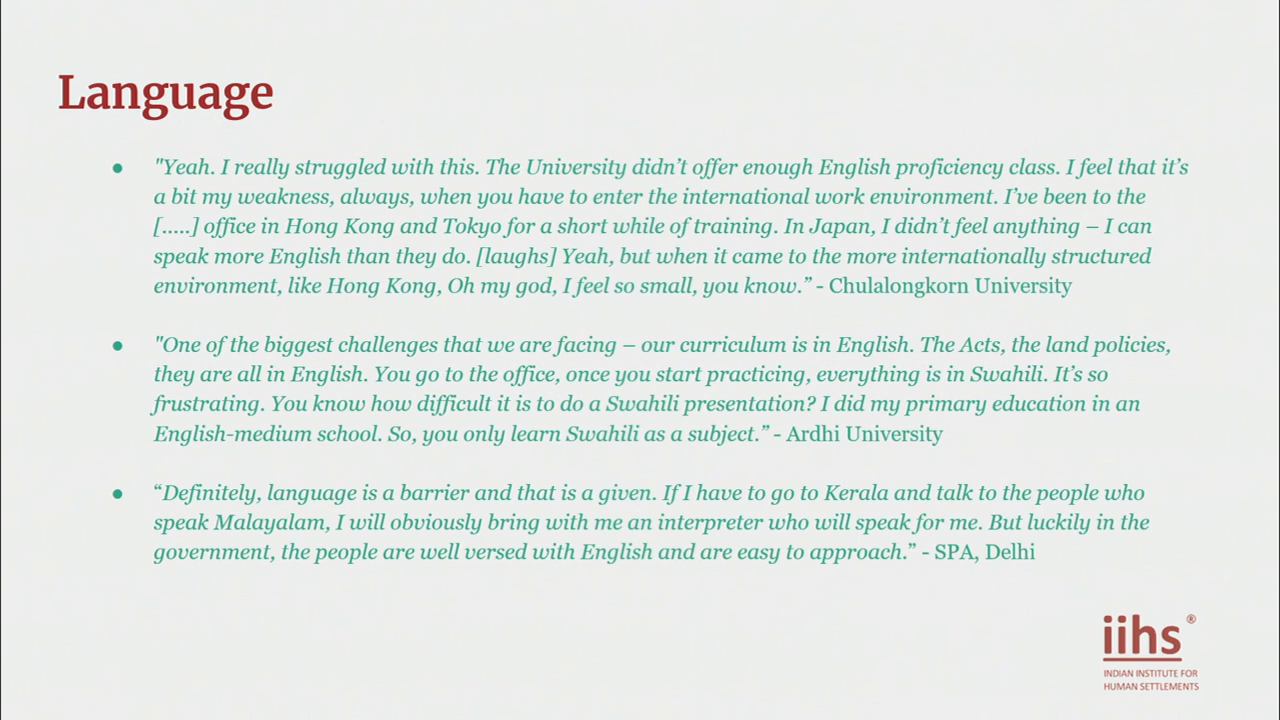 Language
● "Yeah. I really struggled with this. The University didn’t offer enough English proficiency class. I feel that it’s
a bit my weakness, always, when you have to enter the international work environment. I’ve been to the
[.....] office in Hong Kong and Tokyo for a short while of training. In Japan, I didn’t feel anything – I can
speak more English than they do. [laughs] Yeah, but when it came to the more internationally structured
environment, like Hong Kong, Oh my god, I feel so small, you know.” - Chulalongkorn University
● "One of the biggest challenges that we are facing – our curriculum is in English. The Acts, the land policies,
they are all in English. You go to the office, once you start practicing, everything is in Swahili. It’s so
frustrating. You know how difficult it is to do a Swahili presentation? I did my primary education in an
English-medium school. So, you only learn Swahili as a subject.” - Ardhi University
● “Definitely, language is a barrier and that is a given. If I have to go to Kerala and talk to the people who
speak Malayalam, I will obviously bring with me an interpreter who will speak for me. But luckily in the
government, the people are well versed with English and are easy to approach.” - SPA, Delhi
iihs®
INDIAN INSTITUTE FOR
HUMAN SETTLEMENTS